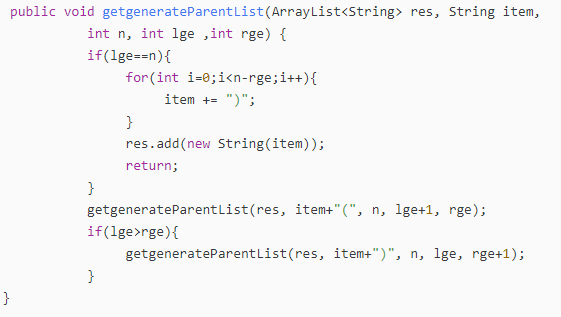 public void getgenerateParentList(ArrayList<String> res, String item,
int n, int lge ,int rge) {
if(lge==n){
for(int i=0;i<n-rge;i++){
item += ")";
}
res.add(new String(item));
return;
}
getgenerateParentList(res, item+"(", n, lge+1, rge);
if(lge>rge){
getgenerateParentList(res, item+")", n, lge, rge+1);
}
}